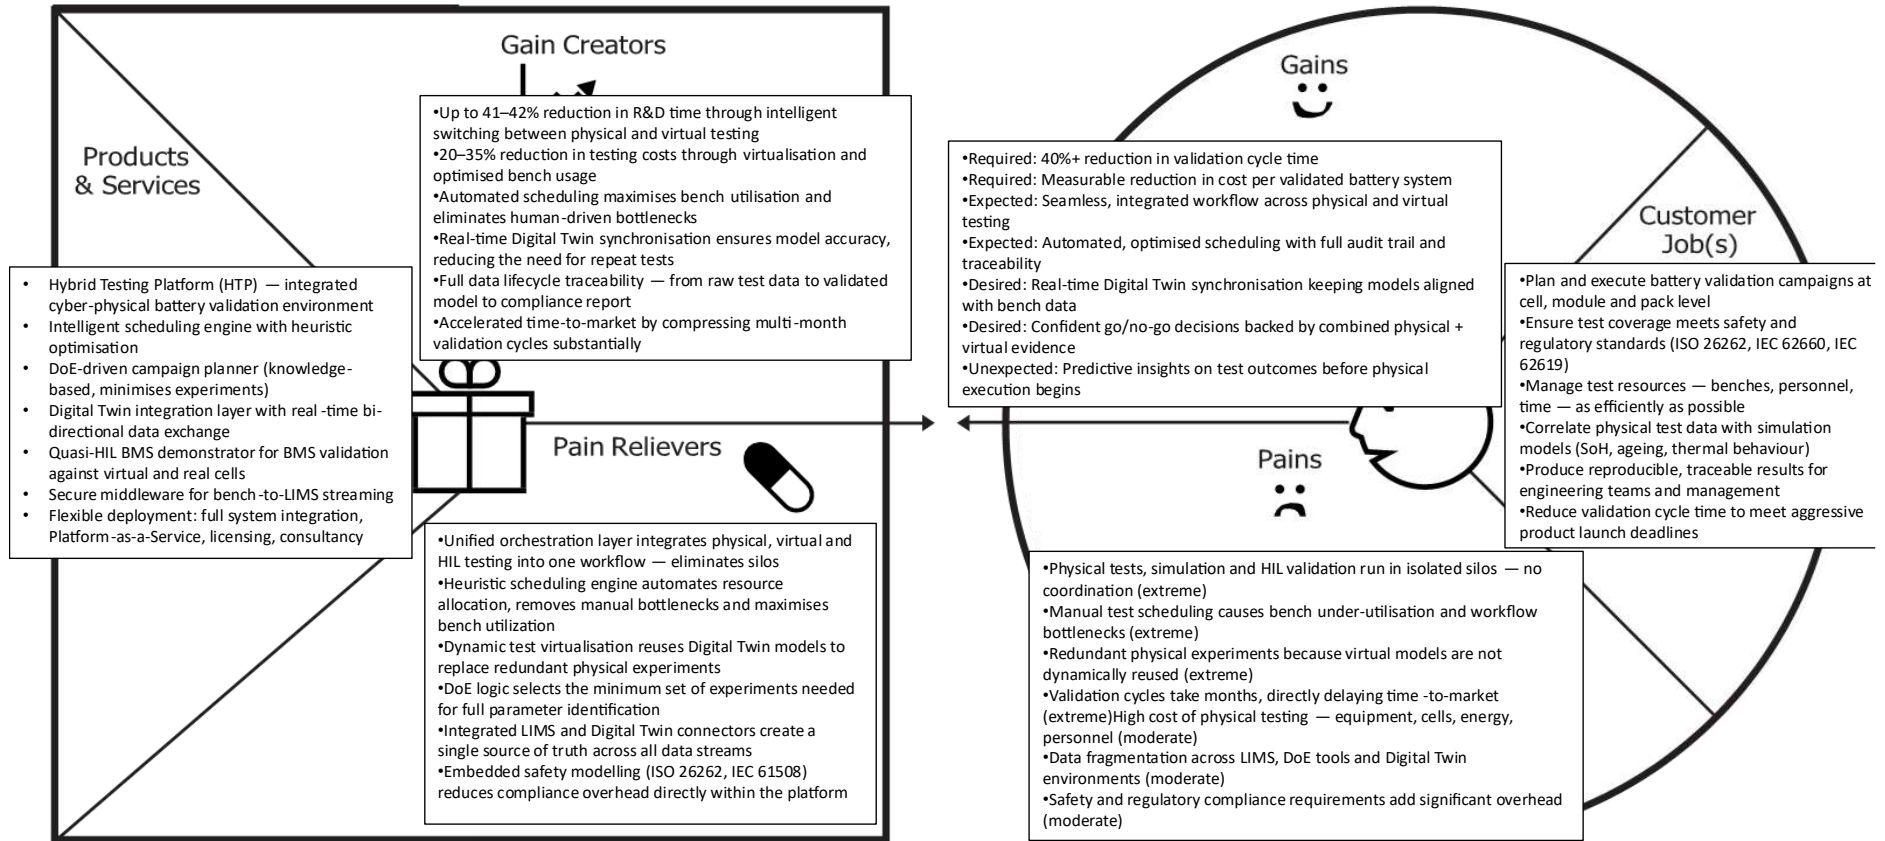 Gain Creators
•Up to 41–42% reduction in R&D time through intelligent
switching between physical and virtual testing
•20–35% reduction in testing costs through virtualisation and
optimised bench usage
•Automated scheduling maximises bench utilisation and
eliminates human-driven bottlenecks
•Real-time Digital Twin synchronisation ensures model accuracy,
reducing the need for repeat tests
•Full data lifecycle traceability — from raw test data to validated
model to compliance report
•Accelerated time-to-market by compressing multi-month
validation cycles substantially
Products
& Services
• Hybrid Testing Platform (HTP) — integrated
cyber-physical battery validation environment
• Intelligent scheduling engine with heuristic
optimisation
• DoE-driven campaign planner (knowledge-
based, minimises experiments)
• Digital Twin integration layer with real-time bi-
directional data exchange
• Quasi-HIL BMS demonstrator for BMS validation
against virtual and real cells
• Secure middleware for bench-to-LIMS streaming
• Flexible deployment: full system integration,
Platform-as-a-Service, licensing, consultancy
Pain Relievers
•Unified orchestration layer integrates physical, virtual and
HIL testing into one workflow — eliminates silos
•Heuristic scheduling engine automates resource
allocation, removes manual bottlenecks and maximises
bench utilization
•Dynamic test virtualisation reuses Digital Twin models to
replace redundant physical experiments
•DoE logic selects the minimum set of experiments needed
for full parameter identification
•Integrated LIMS and Digital Twin connectors create a
single source of truth across all data streams
•Embedded safety modelling (ISO 26262, IEC 61508)
reduces compliance overhead directly within the platform
Gains
•Required: 40%+ reduction in validation cycle time
•Required: Measurable reduction in cost per validated battery system
•Expected: Seamless, integrated workflow across physical and virtual
testing
•Expected: Automated, optimised scheduling with full audit trail and
traceability
•Desired: Real-time Digital Twin synchronisation keeping models aligned
with bench data
•Desired: Confident go/no-go decisions backed by combined physical +
virtual evidence
•Unexpected: Predictive insights on test outcomes before physical
execution begins
Customer
Job(s)
•Plan and execute battery validation campaigns at
cell, module and pack level
•Ensure test coverage meets safety and
regulatory standards (ISO 26262, IEC 62660, IEC
62619)
•Manage test resources — benches, personnel,
time — as efficiently as possible
•Correlate physical test data with simulation
models (SoH, ageing, thermal behaviour)
•Produce reproducible, traceable results for
engineering teams and management
•Reduce validation cycle time to meet aggressive
product launch deadlines
Pains
•Physical tests, simulation and HIL validation run in isolated silos — no
coordination (extreme)
•Manual test scheduling causes bench under-utilisation and workflow
bottlenecks (extreme)
•Redundant physical experiments because virtual models are not
dynamically reused (extreme)
•Validation cycles take months, directly delaying time-to-market
(extreme)High cost of physical testing — equipment, cells, energy,
personnel (moderate)
•Data fragmentation across LIMS, DoE tools and Digital Twin
environments (moderate)
•Safety and regulatory compliance requirements add significant overhead
(moderate)